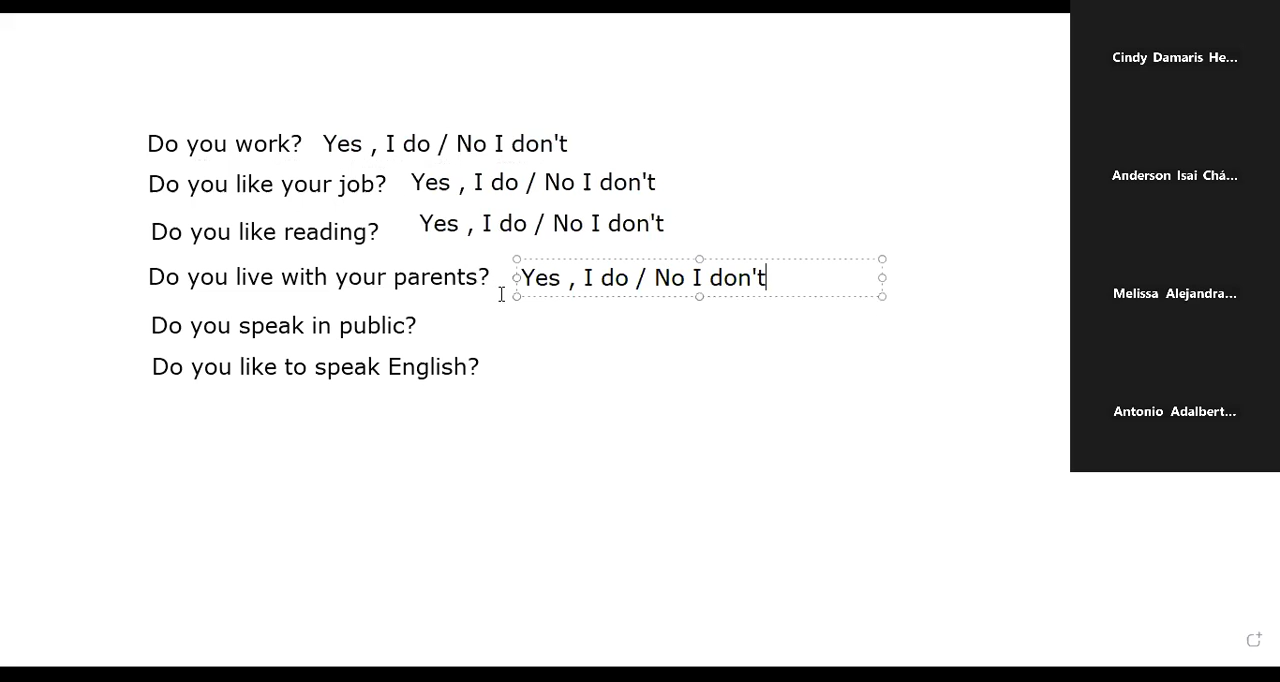 Do you work? Yes , I do / No I don't
Do you like your job? Yes , I do / No I don't
Do you like reading? Yes , I do / No I don't
Do you live with your parents? Yes , I do / No I don't
Do you speak in public?
Do you like to speak English?
Cindy Damaris He...
Anderson Isai Chá...
Melissa Alejandra...
Antonio Adalbert...